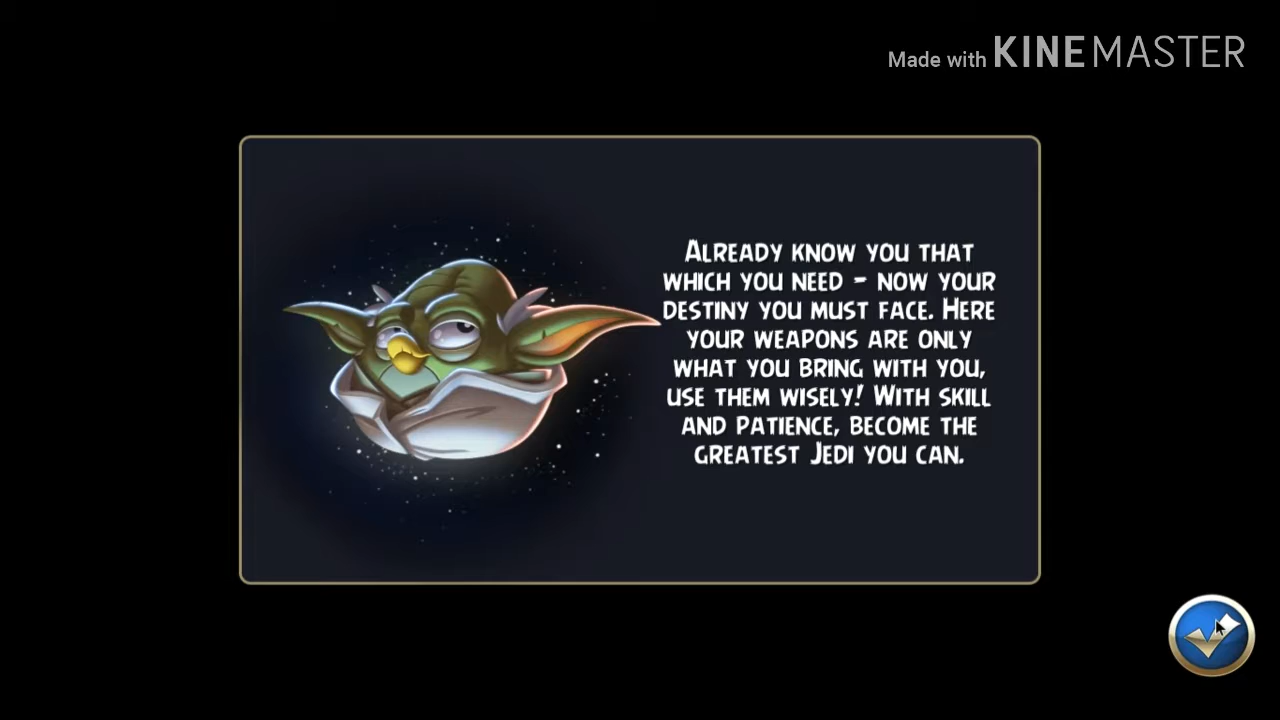 Made with KINEMASTER
ALREADY KNOW YOU THAT
WHICH YOU NEED - NOW YOUR
DESTINY YOU MUST FACE. HERE
YOUR WEAPONS ARE ONLY
WHAT YOU BRING WITH YOU,
USE THEM WISELY! WITH SKILL
AND PATIENCE, BECOME THE
GREATEST JEDI YOU CAN.